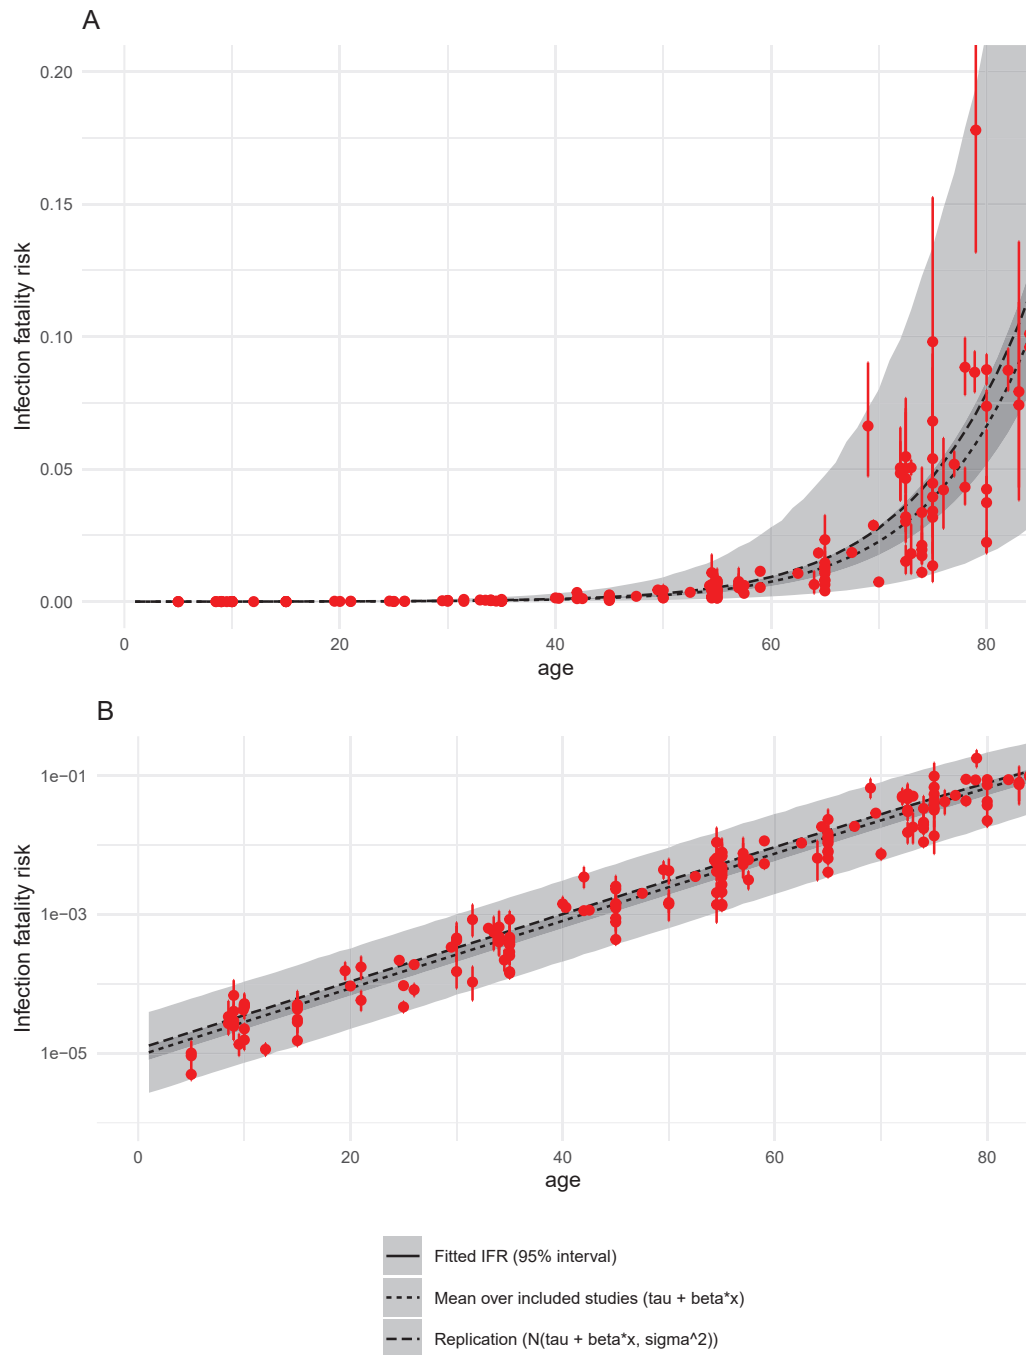 A
0.20
0.15
0.10
0.05
0.00
Infection fatality risk
0 20 40 60 80
age
B
1e−01
1e−03
1e−05
Infection fatality risk
0 20 40 60 80
age
Fitted IFR (95% interval)
Mean over included studies (tau + beta*x)
Replication (N(tau + beta*x, sigma^2))